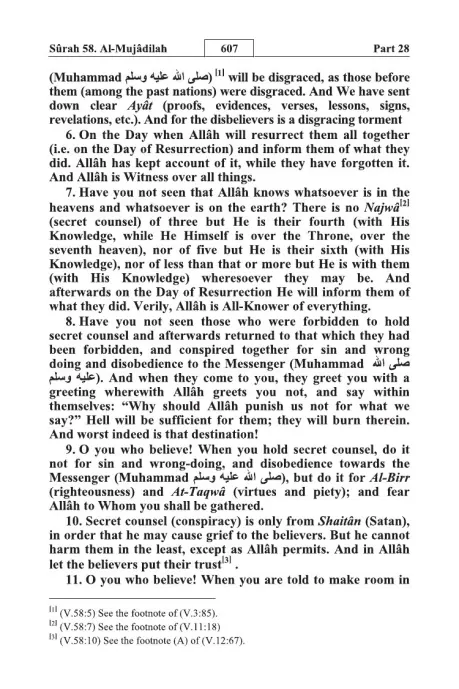 Sûrah 58. Al-Mujâdilah 607 Part 28
(Muhammad صلى الله عليه وسلم) [1] will be disgraced, as those before
them (among the past nations) were disgraced. And We have sent
down clear Ayât (proofs, evidences, verses, lessons, signs,
revelations, etc.). And for the disbelievers is a disgracing torment
6. On the Day when Allâh will resurrect them all together
(i.e. on the Day of Resurrection) and inform them of what they
did. Allâh has kept account of it, while they have forgotten it.
And Allâh is Witness over all things.
7. Have you not seen that Allâh knows whatsoever is in the
heavens and whatsoever is on the earth? There is no Najwâ[2]
(secret counsel) of three but He is their fourth (with His
Knowledge, while He Himself is over the Throne, over the
seventh heaven), nor of five but He is their sixth (with His
Knowledge), nor of less than that or more but He is with them
(with His Knowledge) wheresoever they may be. And
afterwards on the Day of Resurrection He will inform them of
what they did. Verily, Allâh is All-Knower of everything.
8. Have you not seen those who were forbidden to hold
secret counsel and afterwards returned to that which they had
been forbidden, and conspired together for sin and wrong
doing and disobedience to the Messenger (Muhammad صلى الله
عليه وسلم). And when they come to you, they greet you with a
greeting wherewith Allâh greets you not, and say within
themselves: “Why should Allâh punish us not for what we
say?” Hell will be sufficient for them; they will burn therein.
And worst indeed is that destination!
9. O you who believe! When you hold secret counsel, do it
not for sin and wrong-doing, and disobedience towards the
Messenger (Muhammad صلى الله عليه وسلم), but do it for Al-Birr
(righteousness) and At-Taqwâ (virtues and piety); and fear
Allâh to Whom you shall be gathered.
10. Secret counsel (conspiracy) is only from Shaitân (Satan),
in order that he may cause grief to the believers. But he cannot
harm them in the least, except as Allâh permits. And in Allâh
let the believers put their trust[3] .
11. O you who believe! When you are told to make room in
[1] (V.58:5) See the footnote of (V.3:85).
[2] (V.58:7) See the footnote of (V.11:18)
[3] (V.58:10) See the footnote (A) of (V.12:67).